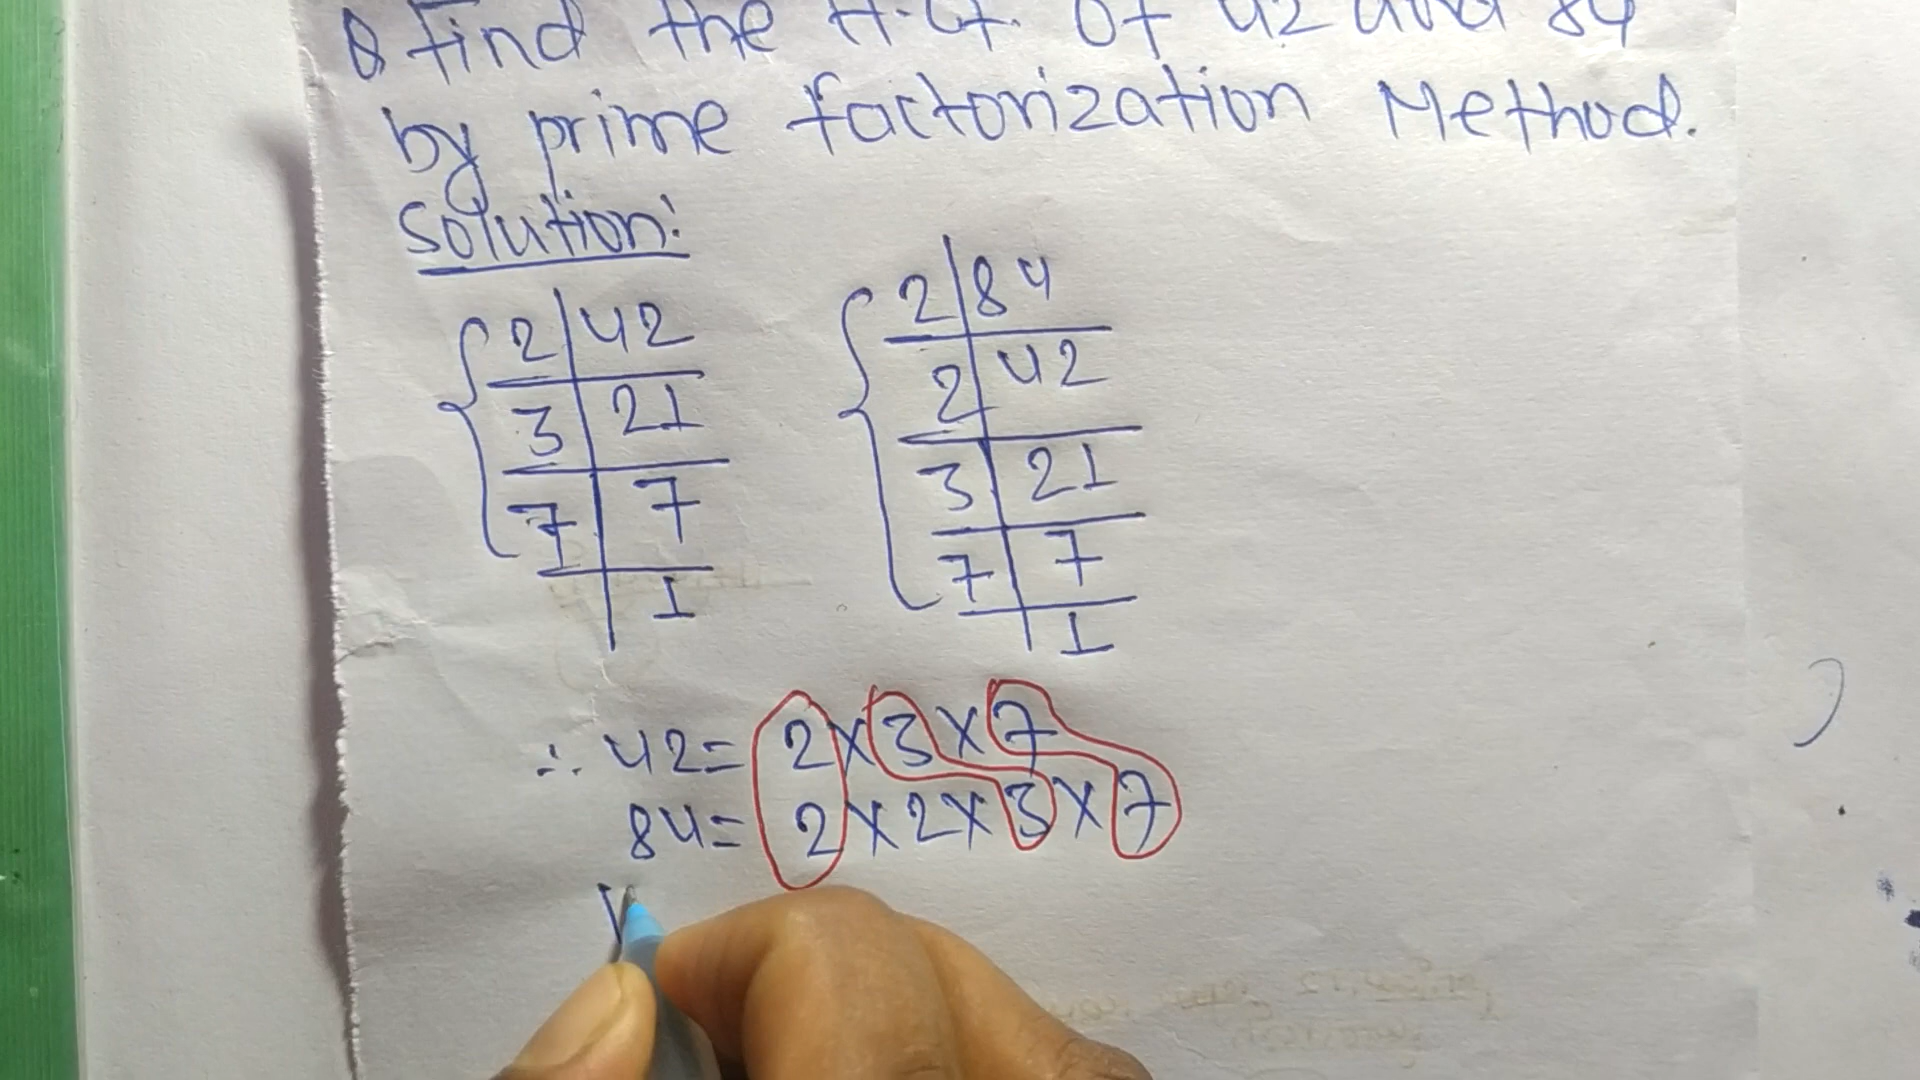 Q Find the H.C.F. Of 42 and 84
by prime factorization Method.
Solution:
2 | 42
3 | 21
7 | 7
1
2 | 84
2 | 42
3 | 21
7 | 7
1
∴ 42 = 2×3×7
84 = 2×2×3×7